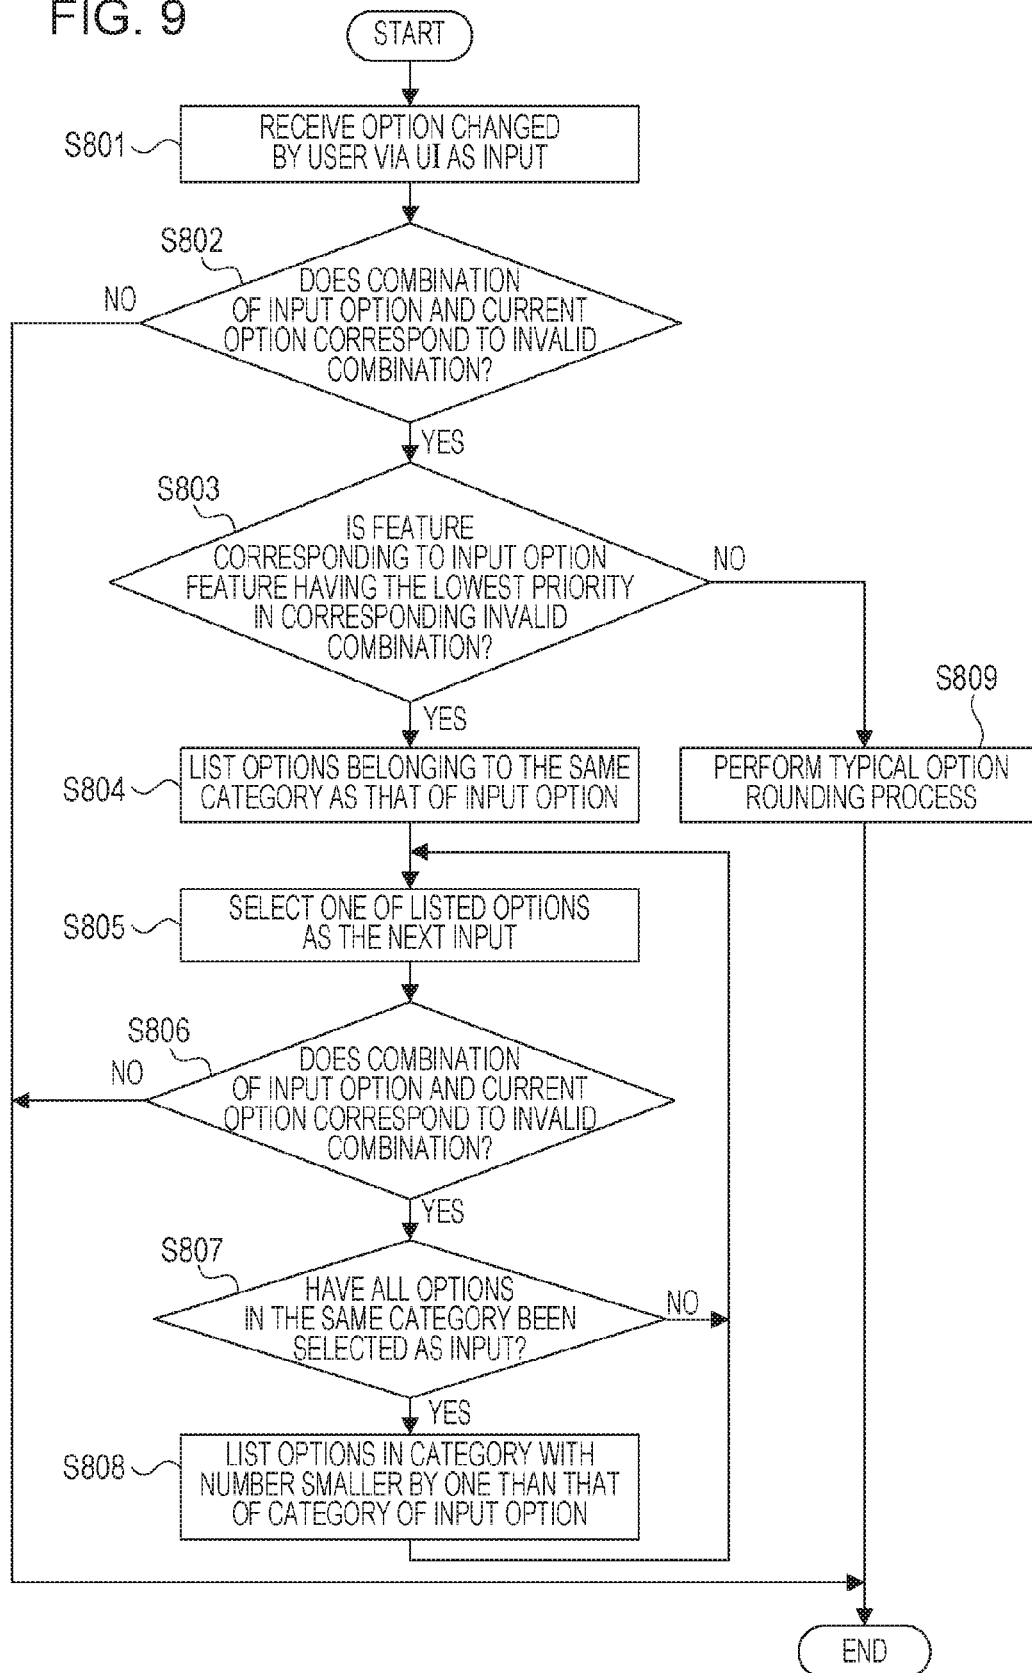 FIG. 9
START
S801
RECEIVE OPTION CHANGED
BY USER VIA UI AS INPUT
S802
NO
DOES COMBINATION
OF INPUT OPTION AND CURRENT
OPTION CORRESPOND TO INVALID
COMBINATION?
YES
S803
IS FEATURE
CORRESPONDING TO INPUT OPTION
FEATURE HAVING THE LOWEST PRIORITY
IN CORRESPONDING INVALID
COMBINATION?
NO
YES
S809
PERFORM TYPICAL OPTION
ROUNDING PROCESS
S804
LIST OPTIONS BELONGING TO THE SAME
CATEGORY AS THAT OF INPUT OPTION
S805
SELECT ONE OF LISTED OPTIONS
AS THE NEXT INPUT
S806
NO
DOES COMBINATION
OF INPUT OPTION AND CURRENT
OPTION CORRESPOND TO INVALID
COMBINATION?
YES
S807
HAVE ALL OPTIONS
IN THE SAME CATEGORY BEEN
SELECTED AS INPUT?
NO
YES
S808
LIST OPTIONS IN CATEGORY WITH
NUMBER SMALLER BY ONE THAN THAT
OF CATEGORY OF INPUT OPTION
END